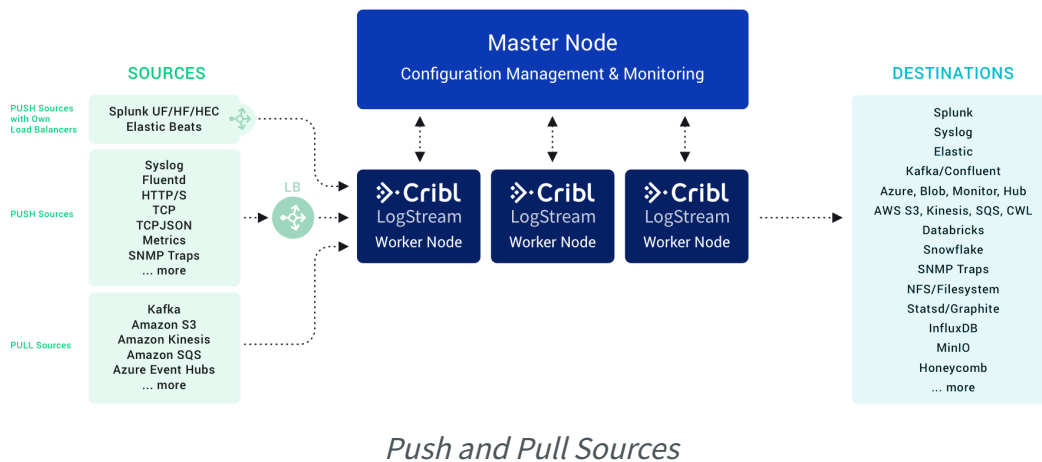 Master Node
Configuration Management & Monitoring
SOURCES
DESTINATIONS
PUSH Sources
with Own
Load Balancers
Splunk UF/HF/HEC
Elastic Beats
PUSH Sources
Syslog
Fluentd
HTTP/S
TCP
TCPJSON
Metrics
SNMP Traps
... more
LB
PULL Sources
Kafka
Amazon S3
Amazon Kinesis
Amazon SQS
Azure Event Hubs
... more
Cribl
LogStream
Worker Node
Cribl
LogStream
Worker Node
Cribl
LogStream
Worker Node
Splunk
Syslog
Elastic
Kafka/Confluent
Azure, Blob, Monitor, Hub
AWS S3, Kinesis, SQS, CWL
Databricks
Snowflake
SNMP Traps
NFS/Filesystem
Statsd/Graphite
InfluxDB
MinIO
Honeycomb
... more
Push and Pull Sources